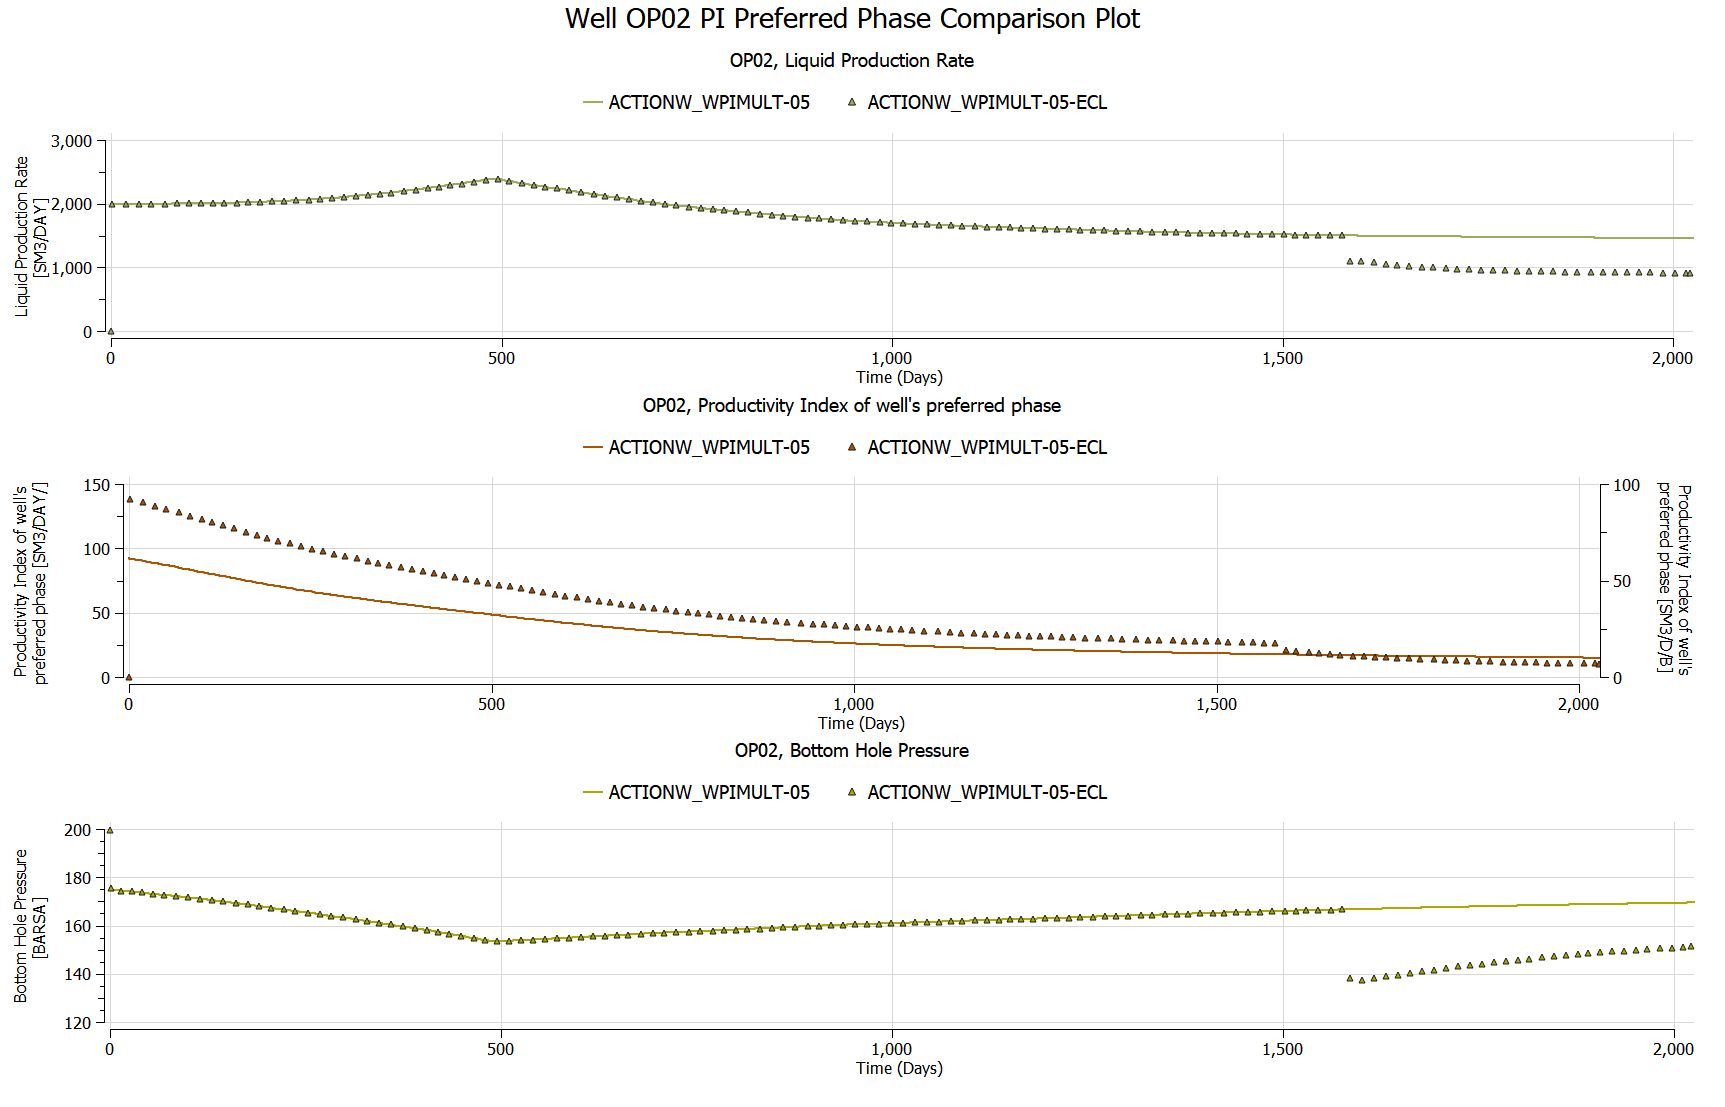 Well OP02 PI Preferred Phase Comparison Plot
OP02, Liquid Production Rate
ACTIONW_WPIMULT-05
ACTIONW_WPIMULT-05-ECL
Liquid Production Rate
[SM3/DAY]
3,000
2,000
1,000
0
0
500
1,000
1,500
2,000
Time (Days)
OP02, Productivity Index of well's preferred phase
ACTIONW_WPIMULT-05
ACTIONW_WPIMULT-05-ECL
Productivity Index of well's
preferred phase [SM3/DAY/]
150
100
50
0
100
50
0
Productivity Index of well's
preferred phase [SM3/D/B]
0
500
1,000
1,500
2,000
Time (Days)
OP02, Bottom Hole Pressure
ACTIONW_WPIMULT-05
ACTIONW_WPIMULT-05-ECL
Bottom Hole Pressure
[BARSA]
200
180
160
140
120
0
500
1,000
1,500
2,000
Time (Days)